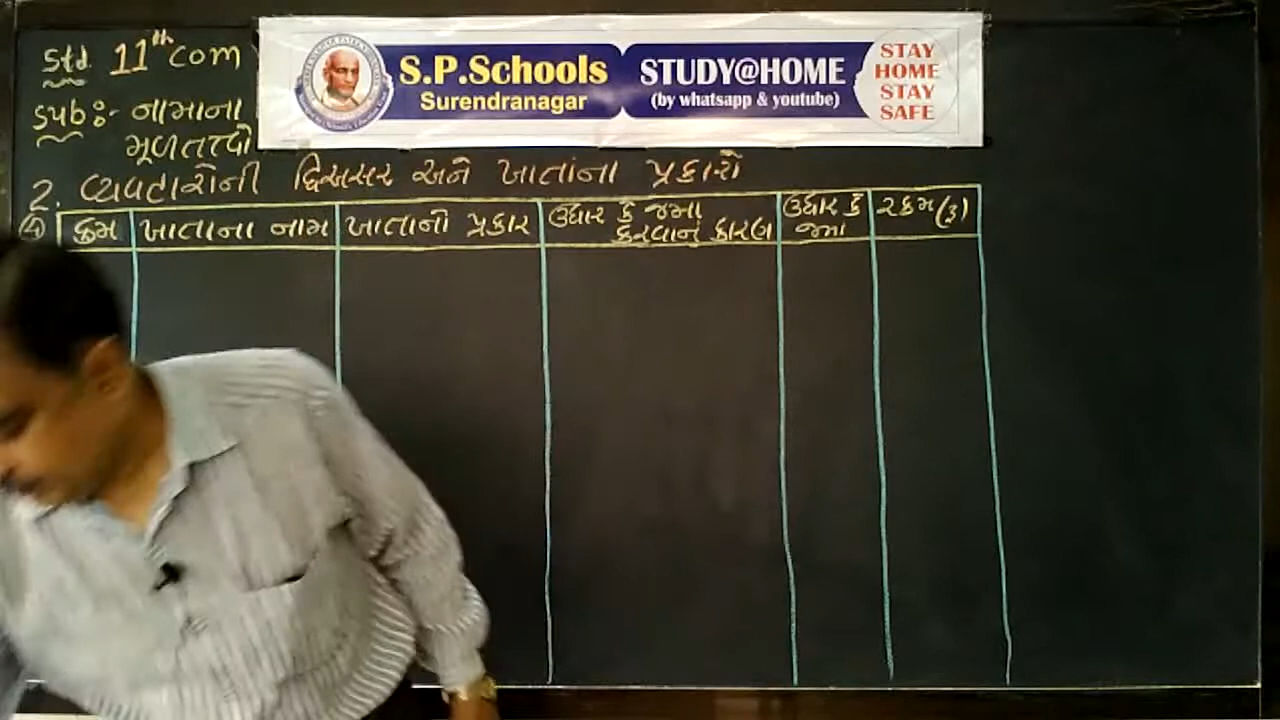 Std. 11th com
Sub :- નામાના
મૂળતત્ત્વો
S.P.Schools
Surendranagar
STUDY@HOME
(by whatsapp & youtube)
STAY
HOME
STAY
SAFE
2. વ્યવહારોની દ્વિઅસર અને ખાતાંના પ્રકારો
④ ક્રમ ખાતાના નામ ખાતાનો પ્રકાર ઉધાર કે જમા કરવાનું કારણ ઉધાર કે જમા રકમ(રૂ)